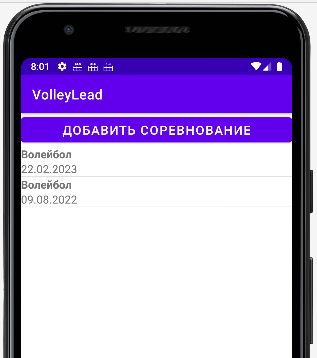 8:01
VolleyLead
ДОБАВИТЬ СОРЕВНОВАНИЕ
Волейбол
22.02.2023
Волейбол
09.08.2022